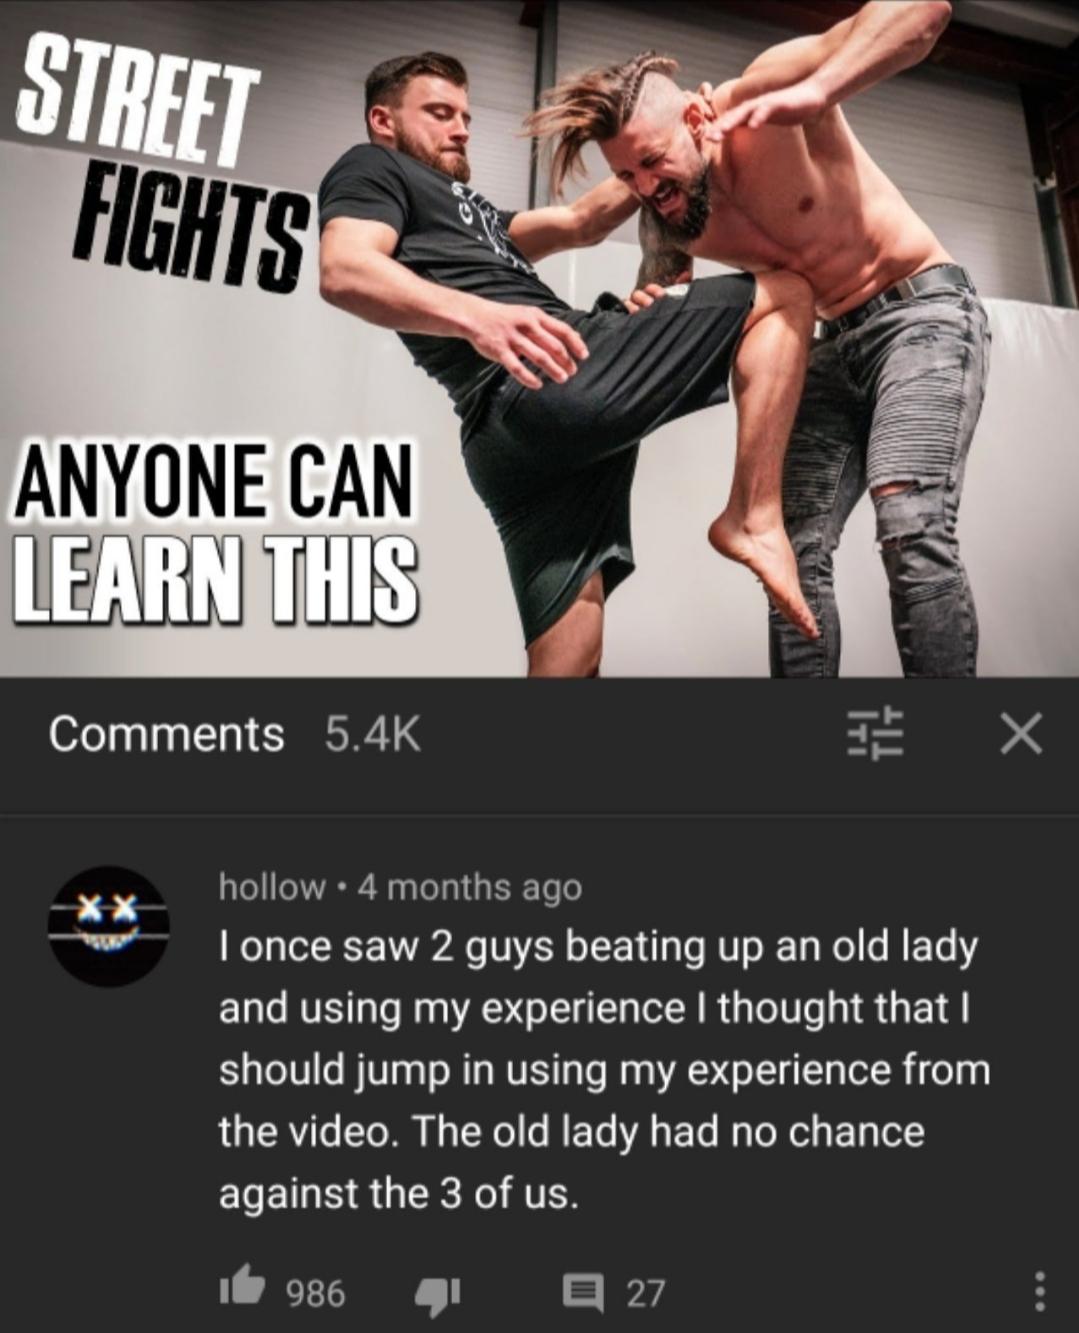 STREET
FIGHTS
ANYONE CAN
LEARN THIS
Comments 5.4K
hollow • 4 months ago
I once saw 2 guys beating up an old lady
and using my experience I thought that I
should jump in using my experience from
the video. The old lady had no chance
against the 3 of us.
986 27